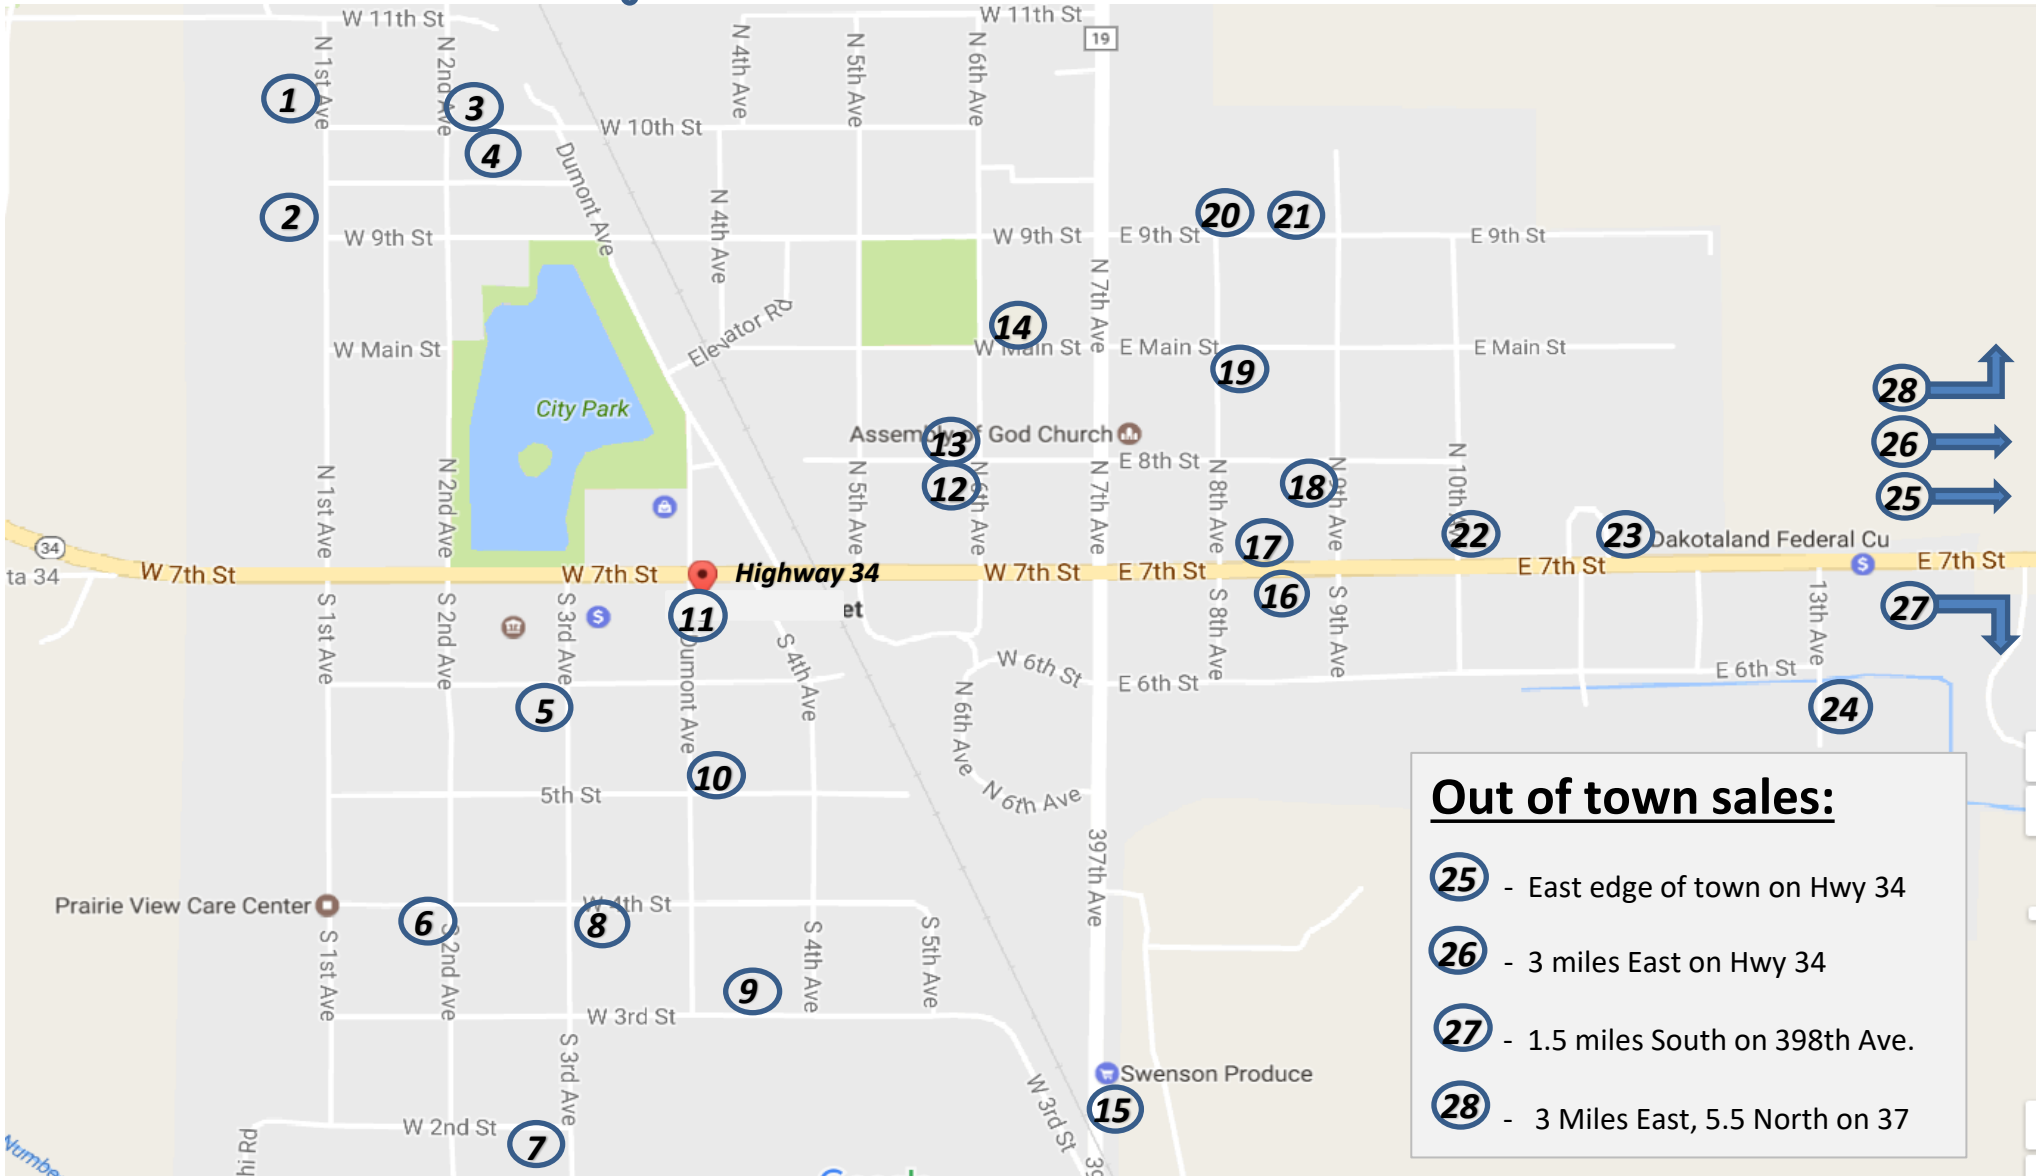 W 11th St
W 11th St
19
N 1st Ave
N 2nd Ave
N 4th Ave
N 5th Ave
N 6th Ave
1
3
W 10th St
4
Dumont Ave
2
N 4th Ave
20
21
W 9th St
W 9th St
E 9th St
E 9th St
N 7th Ave
Elevator Rd
14
W Main St
W Main St
E Main St
E Main St
19
28
City Park
Assembly of God Church
13
26
E 8th St
N 1st Ave
N 2nd Ave
N 5th Ave
12
N 6th Ave
N 7th Ave
N 8th Ave
18
N 9th Ave
N 10th Ave
25
34
17
22
23
Dakotaland Federal Cu
ta 34
W 7th St
W 7th St
Highway 34
W 7th St
E 7th St
E 7th St
E 7th St
16
27
11
et
S 1st Ave
S 2nd Ave
S 3rd Ave
Dumont Ave
S 4th Ave
S 8th Ave
S 9th Ave
13th Ave
W 6th St
E 6th St
E 6th St
5
N 6th Ave
24
10
5th St
N 6th Ave
Out of town sales:
25 - East edge of town on Hwy 34
26 - 3 miles East on Hwy 34
27 - 1.5 miles South on 398th Ave.
28 - 3 Miles East, 5.5 North on 37
397th Ave
Prairie View Care Center
6
W 4th St
8
S 1st Ave
S 2nd Ave
S 4th Ave
S 5th Ave
9
W 3rd St
S 3rd Ave
W 3rd St
Swenson Produce
15
W 2nd St
7